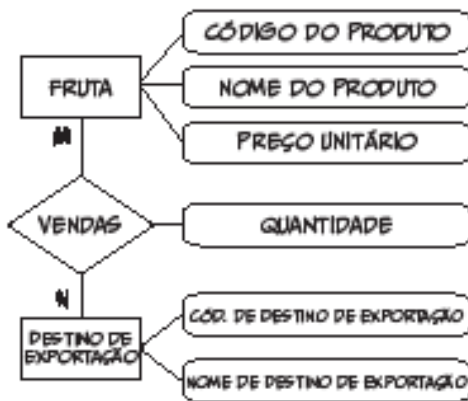 CÓDIGO DO PRODUTO
FRUTA
NOME DO PRODUTO
PREÇO UNITÁRIO
M
VENDAS
QUANTIDADE
N
CÓD. DE DESTINO DE EXPORTAÇÃO
DESTINO DE
EXPORTAÇÃO
NOME DE DESTINO DE EXPORTAÇÃO